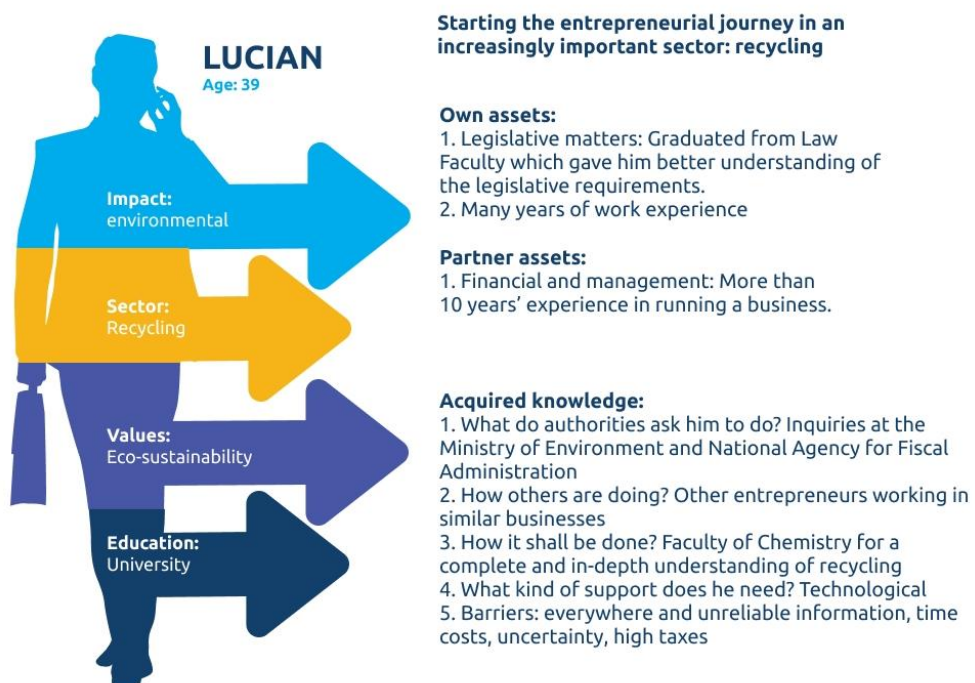 LUCIAN
Age: 39
Impact:
environmental
Sector:
Recycling
Values:
Eco-sustainability
Education:
University
Starting the entrepreneurial journey in an
increasingly important sector: recycling
Own assets:
1. Legislative matters: Graduated from Law
Faculty which gave him better understanding of
the legislative requirements.
2. Many years of work experience
Partner assets:
1. Financial and management: More than
10 years’ experience in running a business.
Acquired knowledge:
1. What do authorities ask him to do? Inquiries at the
Ministry of Environment and National Agency for Fiscal
Administration
2. How others are doing? Other entrepreneurs working in
similar businesses
3. How it shall be done? Faculty of Chemistry for a
complete and in-depth understanding of recycling
4. What kind of support does he need? Technological
5. Barriers: everywhere and unreliable information, time
costs, uncertainty, high taxes